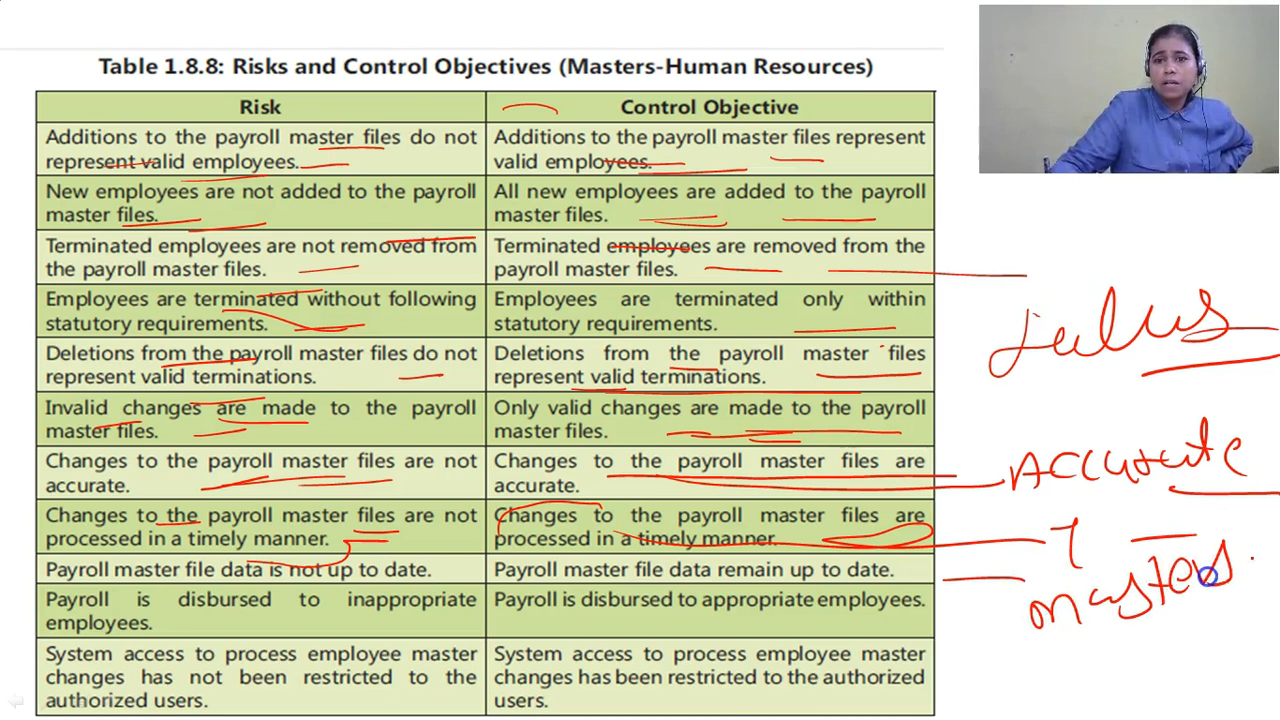 Table 1.8.8: Risks and Control Objectives (Masters-Human Resources)
Risk
Control Objective
Additions to the payroll master files do not
represent valid employees.
Additions to the payroll master files represent
valid employees.
New employees are not added to the payroll
master files.
All new employees are added to the payroll
master files.
Terminated employees are not removed from
the payroll master files.
Terminated employees are removed from the
payroll master files.
Employees are terminated without following
statutory requirements.
Employees are terminated only within
statutory requirements.
Deletions from the payroll master files do not
represent valid terminations.
Deletions from the payroll master files
represent valid terminations.
Invalid changes are made to the payroll
master files.
Only valid changes are made to the payroll
master files.
Changes to the payroll master files are not
accurate.
Changes to the payroll master files are
accurate.
Changes to the payroll master files are not
processed in a timely manner.
Changes to the payroll master files are
processed in a timely manner.
Payroll master file data is not up to date.
Payroll master file data remain up to date.
Payroll is disbursed to inappropriate
employees.
Payroll is disbursed to appropriate employees.
System access to process employee master
changes has not been restricted to the
authorized users.
System access to process employee master
changes has been restricted to the authorized
users.
Accurate
T
masters